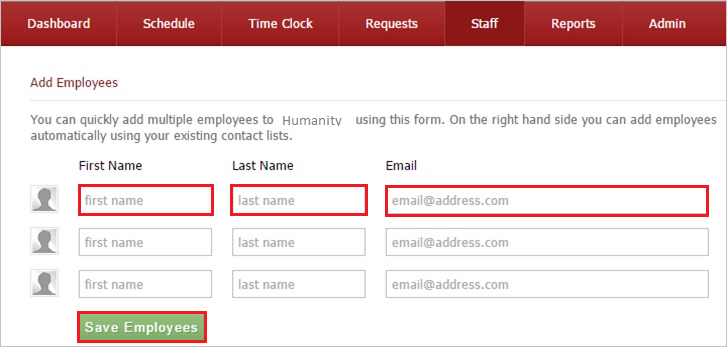 Dashboard Schedule Time Clock Requests Staff Reports Admin
Add Employees
You can quickly add multiple employees to Humanity using this form. On the right hand side you can add employees
automatically using your existing contact lists.
First Name Last Name Email
first name last name email@address.com
first name last name email@address.com
first name last name email@address.com
Save Employees